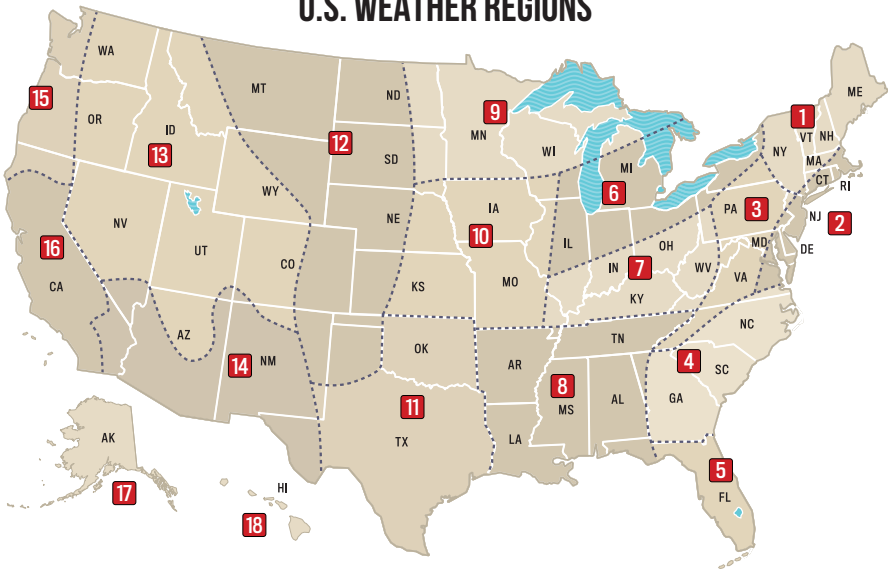 U.S. WEATHER REGIONS
WA
MT
ND
ME
15
9
1
OR
ID
MN
VT
NH
12
13
SD
WI
MI
NY
MA
CT
RI
WY
6
IA
PA
3
NJ
2
NV
NE
10
IL
OH
MD
DE
16
UT
CO
IN
7
WV
VA
CA
KS
MO
KY
AZ
NC
OK
TN
14
NM
AR
4
SC
8
11
MS
AL
GA
TX
LA
AK
5
17
HI
FL
18